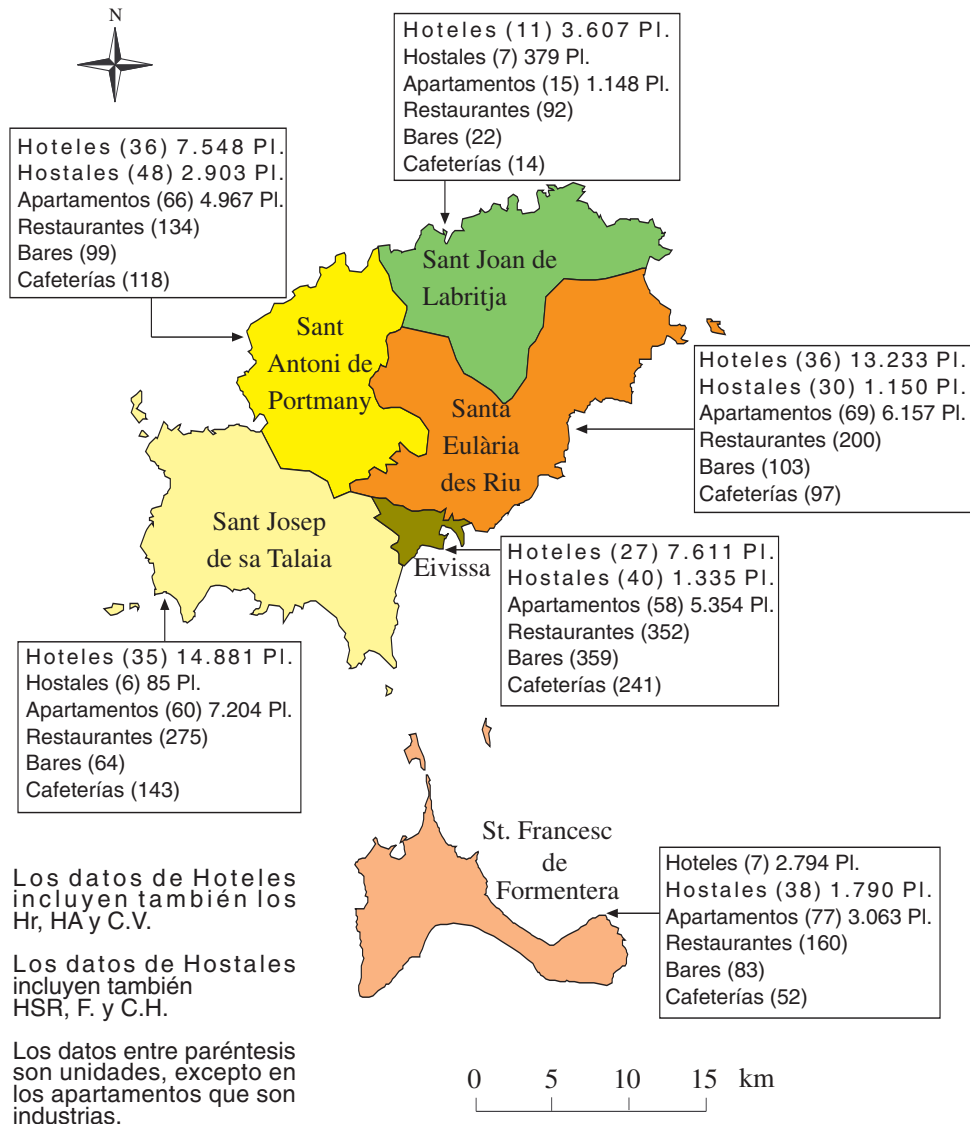 N
Hoteles (11) 3.607 Pl.
Hostales (7) 379 Pl.
Apartamentos (15) 1.148 Pl.
Restaurantes (92)
Bares (22)
Cafeterías (14)
Hoteles (36) 7.548 Pl.
Hostales (48) 2.903 Pl.
Apartamentos (66) 4.967 Pl.
Restaurantes (134)
Bares (99)
Cafeterías (118)
Sant Joan de
Labritja
Sant
Antoni de
Portmany
Santa
Eulària
des Riu
Hoteles (36) 13.233 Pl.
Hostales (30) 1.150 Pl.
Apartamentos (69) 6.157 Pl.
Restaurantes (200)
Bares (103)
Cafeterías (97)
Sant Josep
de sa Talaia
Eivissa
Hoteles (27) 7.611 Pl.
Hostales (40) 1.335 Pl.
Apartamentos (58) 5.354 Pl.
Restaurantes (352)
Bares (359)
Cafeterías (241)
Hoteles (35) 14.881 Pl.
Hostales (6) 85 Pl.
Apartamentos (60) 7.204 Pl.
Restaurantes (275)
Bares (64)
Cafeterías (143)
St. Francesc
de
Formentera
Hoteles (7) 2.794 Pl.
Hostales (38) 1.790 Pl.
Apartamentos (77) 3.063 Pl.
Restaurantes (160)
Bares (83)
Cafeterías (52)
Los datos de Hoteles
incluyen también los
Hr, HA y C.V.
Los datos de Hostales
incluyen también
HSR, F. y C.H.
Los datos entre paréntesis
son unidades, excepto en
los apartamentos que son
industrias.
0 5 10 15 km